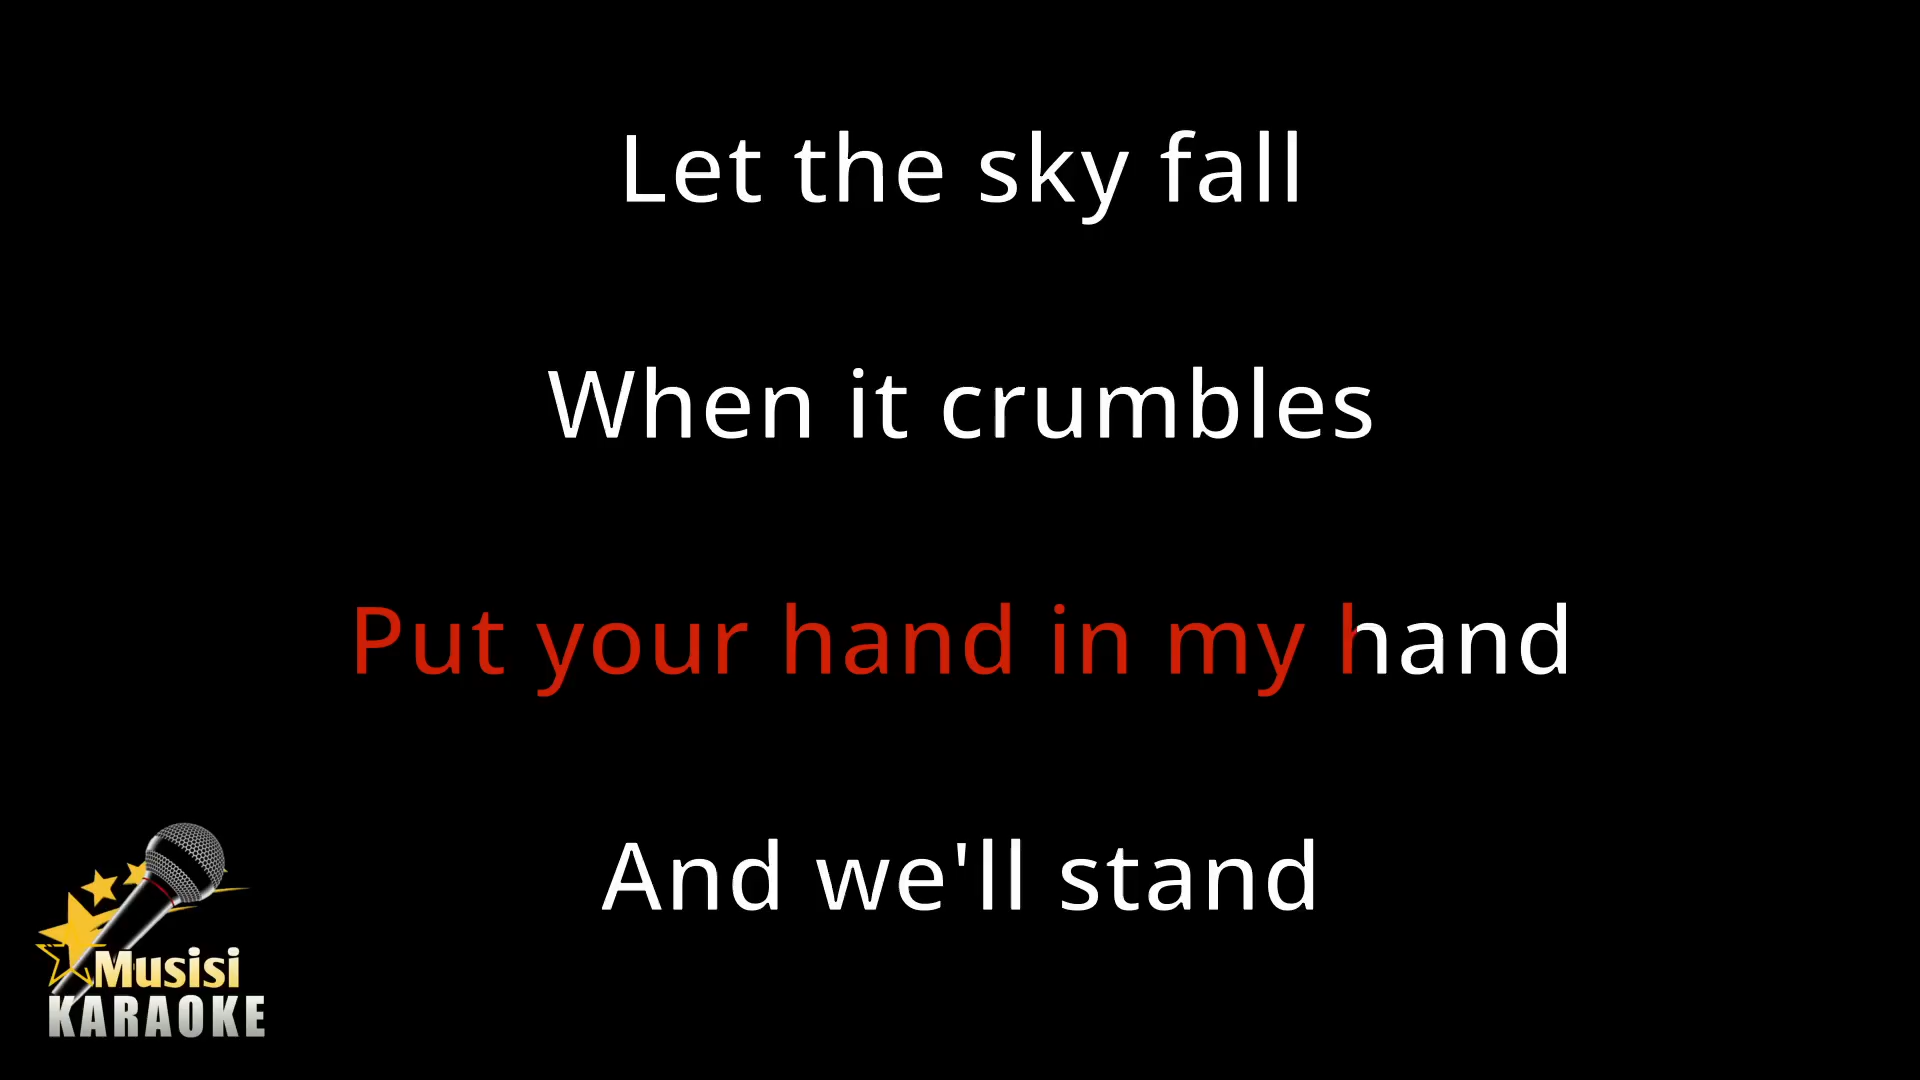 Let the sky fall
When it crumbles
Put your hand in my hand
And we'll stand
Musisi
KARAOKE